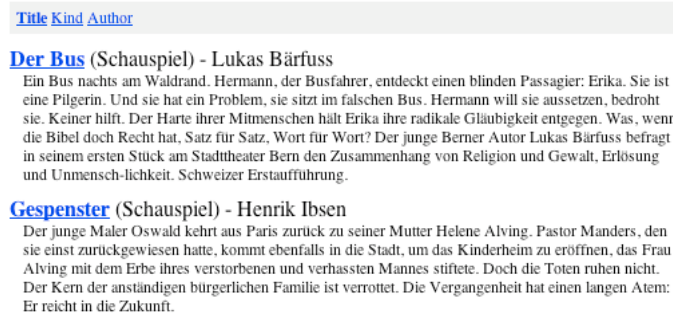 Title Kind Author
Der Bus (Schauspiel) - Lukas Bärfuss
Ein Bus nachts am Waldrand. Hermann, der Busfahrer, entdeckt einen blinden Passagier: Erika. Sie ist
eine Pilgerin. Und sie hat ein Problem, sie sitzt im falschen Bus. Hermann will sie aussetzen, bedroht
sie. Keiner hilft. Der Harte ihrer Mitmenschen hält Erika ihre radikale Gläubigkeit entgegen. Was, wenn
die Bibel doch Recht hat, Satz für Satz, Wort für Wort? Der junge Berner Autor Lukas Bärfuss befragt
in seinem ersten Stück am Stadttheater Bern den Zusammenhang von Religion und Gewalt, Erlösung
und Unmensch-lichkeit. Schweizer Erstaufführung.
Gespenster (Schauspiel) - Henrik Ibsen
Der junge Maler Oswald kehrt aus Paris zurück zu seiner Mutter Helene Alving. Pastor Manders, den
sie einst zurückgewiesen hatte, kommt ebenfalls in die Stadt, um das Kinderheim zu eröffnen, das Frau
Alving mit dem Erbe ihres verstorbenen und verhassten Mannes stiftete. Doch die Toten ruhen nicht.
Der Kern der anständigen bürgerlichen Familie ist verrottet. Die Vergangenheit hat einen langen Atem:
Er reicht in die Zukunft.